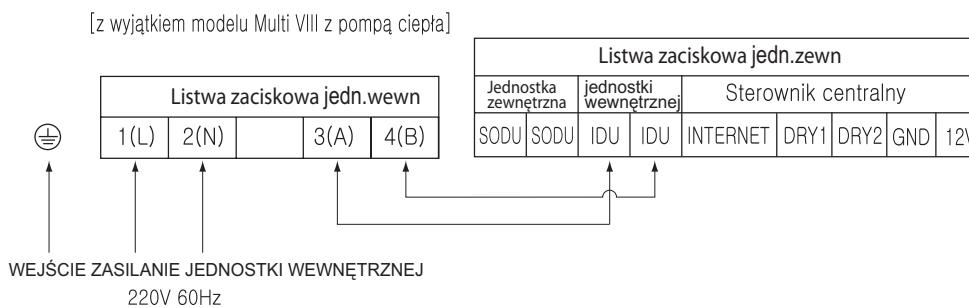 [z wyjątkiem modelu Multi VIII z pompą ciepła]
Listwa zaciskowa jedn.wewn
1(L) 2(N) 3(A) 4(B)
Listwa zaciskowa jedn.zewn
Jednostka zewnętrzna
jednostki wewnętrznej
Sterownik centralny
SODU SODU IDU IDU INTERNET DRY1 DRY2 GND 12V
WEJŚCIE ZASILANIE JEDNOSTKI WEWNĘTRZNEJ
220V 60Hz